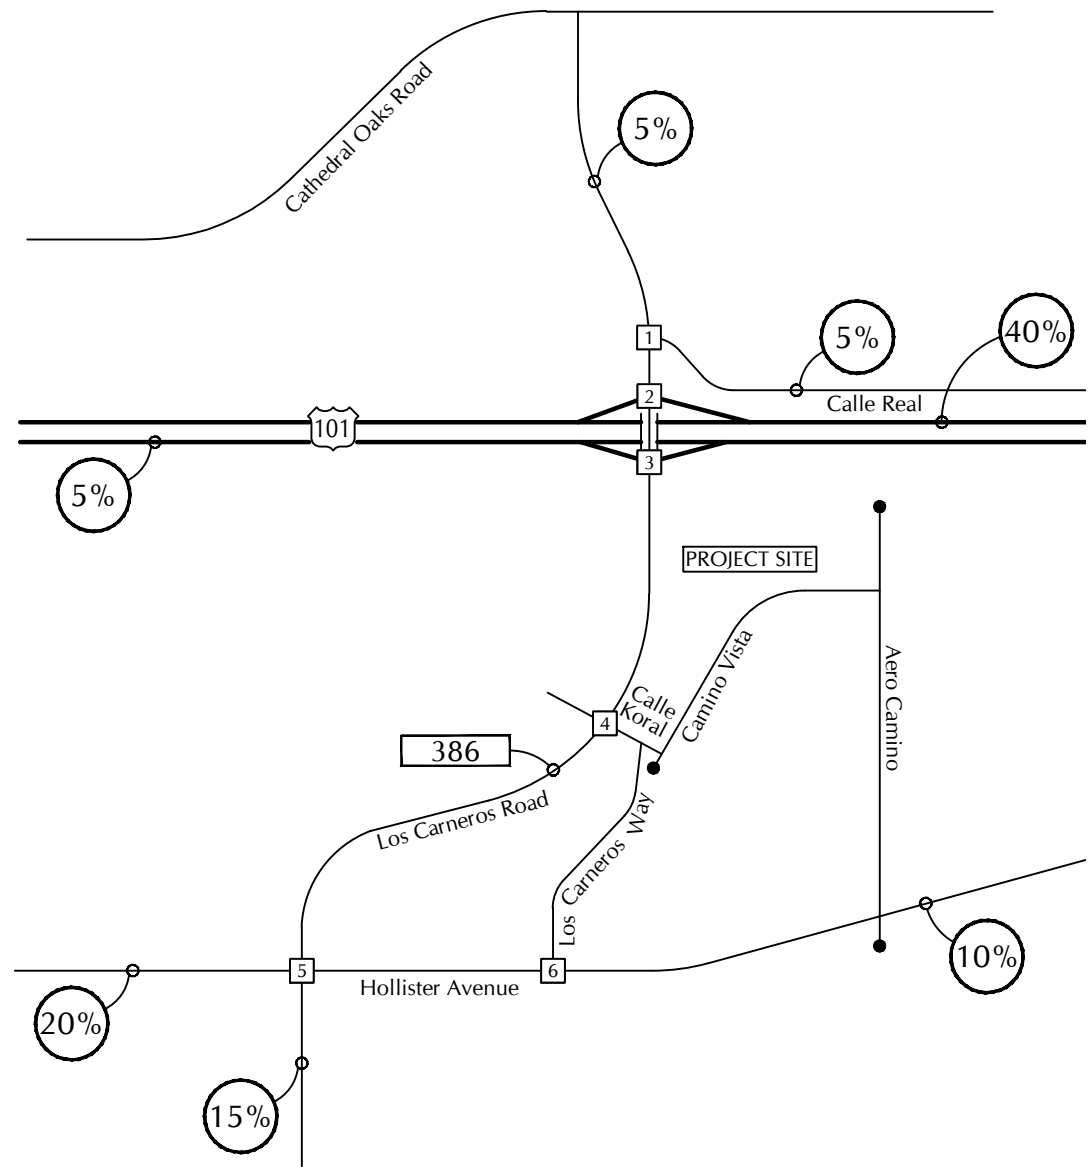 Cathedral Oaks Road
5%
1
5%
40%
2
Calle Real
101
3
5%
PROJECT SITE
Camino Vista
Aero Camino
Calle
Koral
4
386
Los Carneros Road
Los Carneros Way
5
6
10%
Hollister Avenue
20%
15%